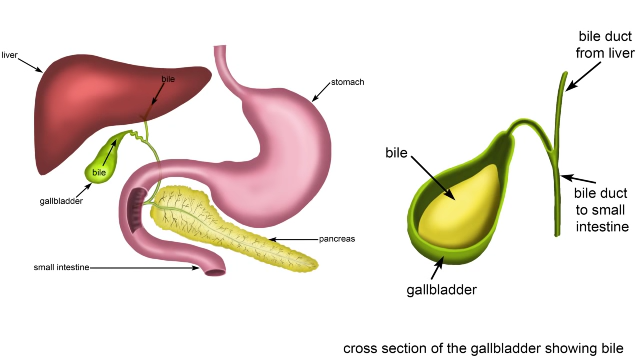 liver
bile
stomach
bile
gallbladder
pancreas
small intestine
bile duct
from liver
bile
bile duct
to small
intestine
gallbladder
cross section of the gallbladder showing bile